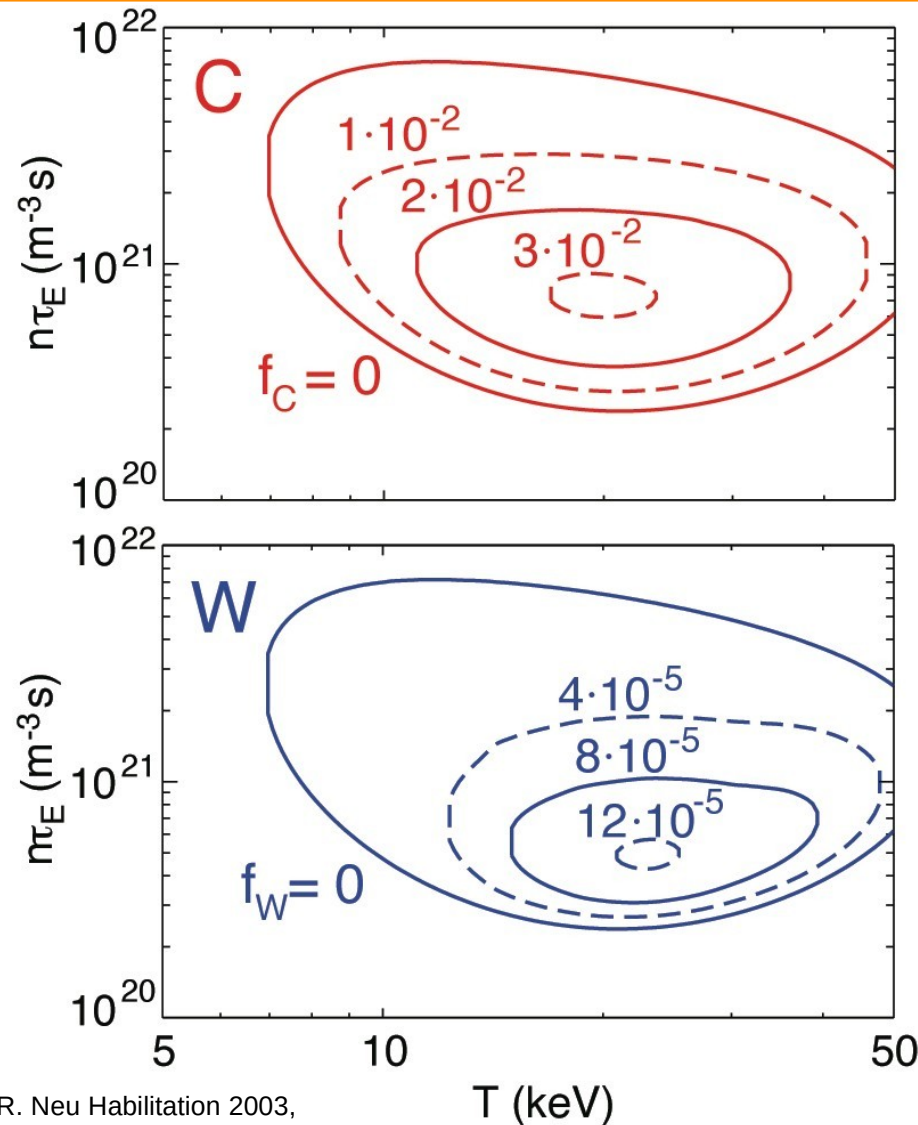 10^22
C
1·10^-2
2·10^-2
3·10^-2
nτ_E (m^-3s)
10^21
f_C = 0
10^20
10^22
W
4·10^-5
8·10^-5
12·10^-5
nτ_E (m^-3s)
10^21
f_W = 0
10^20
5 10 50
R. Neu Habilitation 2003, T (keV)